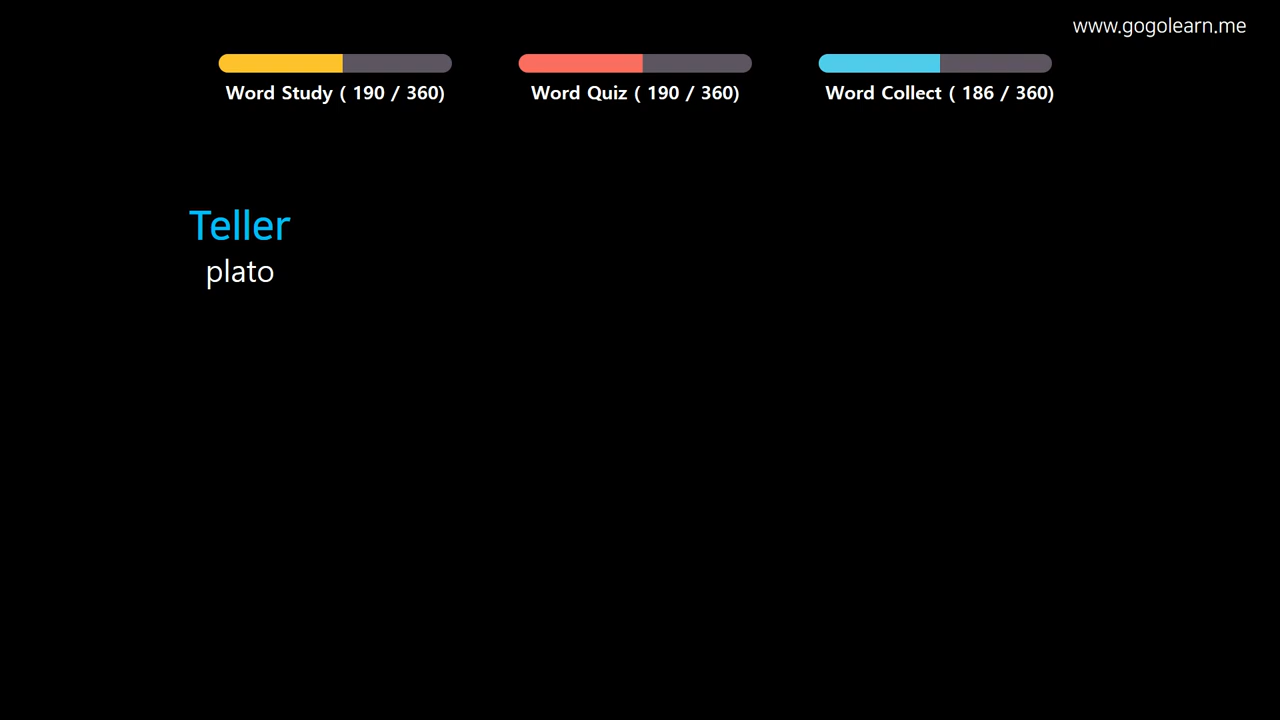 www.gogolearn.me
Word Study ( 190 / 360)
Word Quiz ( 190 / 360)
Word Collect ( 186 / 360)
Teller
plato